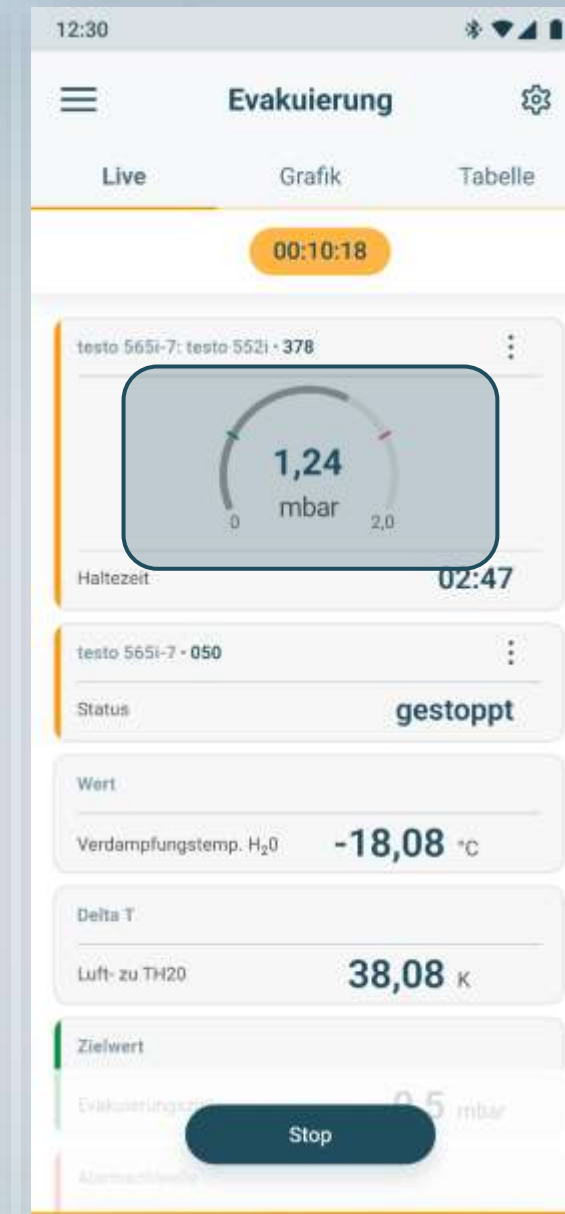 12:30
Evakuierung
Live Grafik Tabelle
00:10:18
testo 565i-7: testo 552i • 378
1,24
mbar
0 2,0
Haltezeit 02:47
testo 565i-7 • 050
Status gestoppt
Wert
Verdampfungstemp. H₂0 -18,08 °C
Delta T
Luft- zu TH20 38,08 K
Zielwert
0,5 mbar
Stop